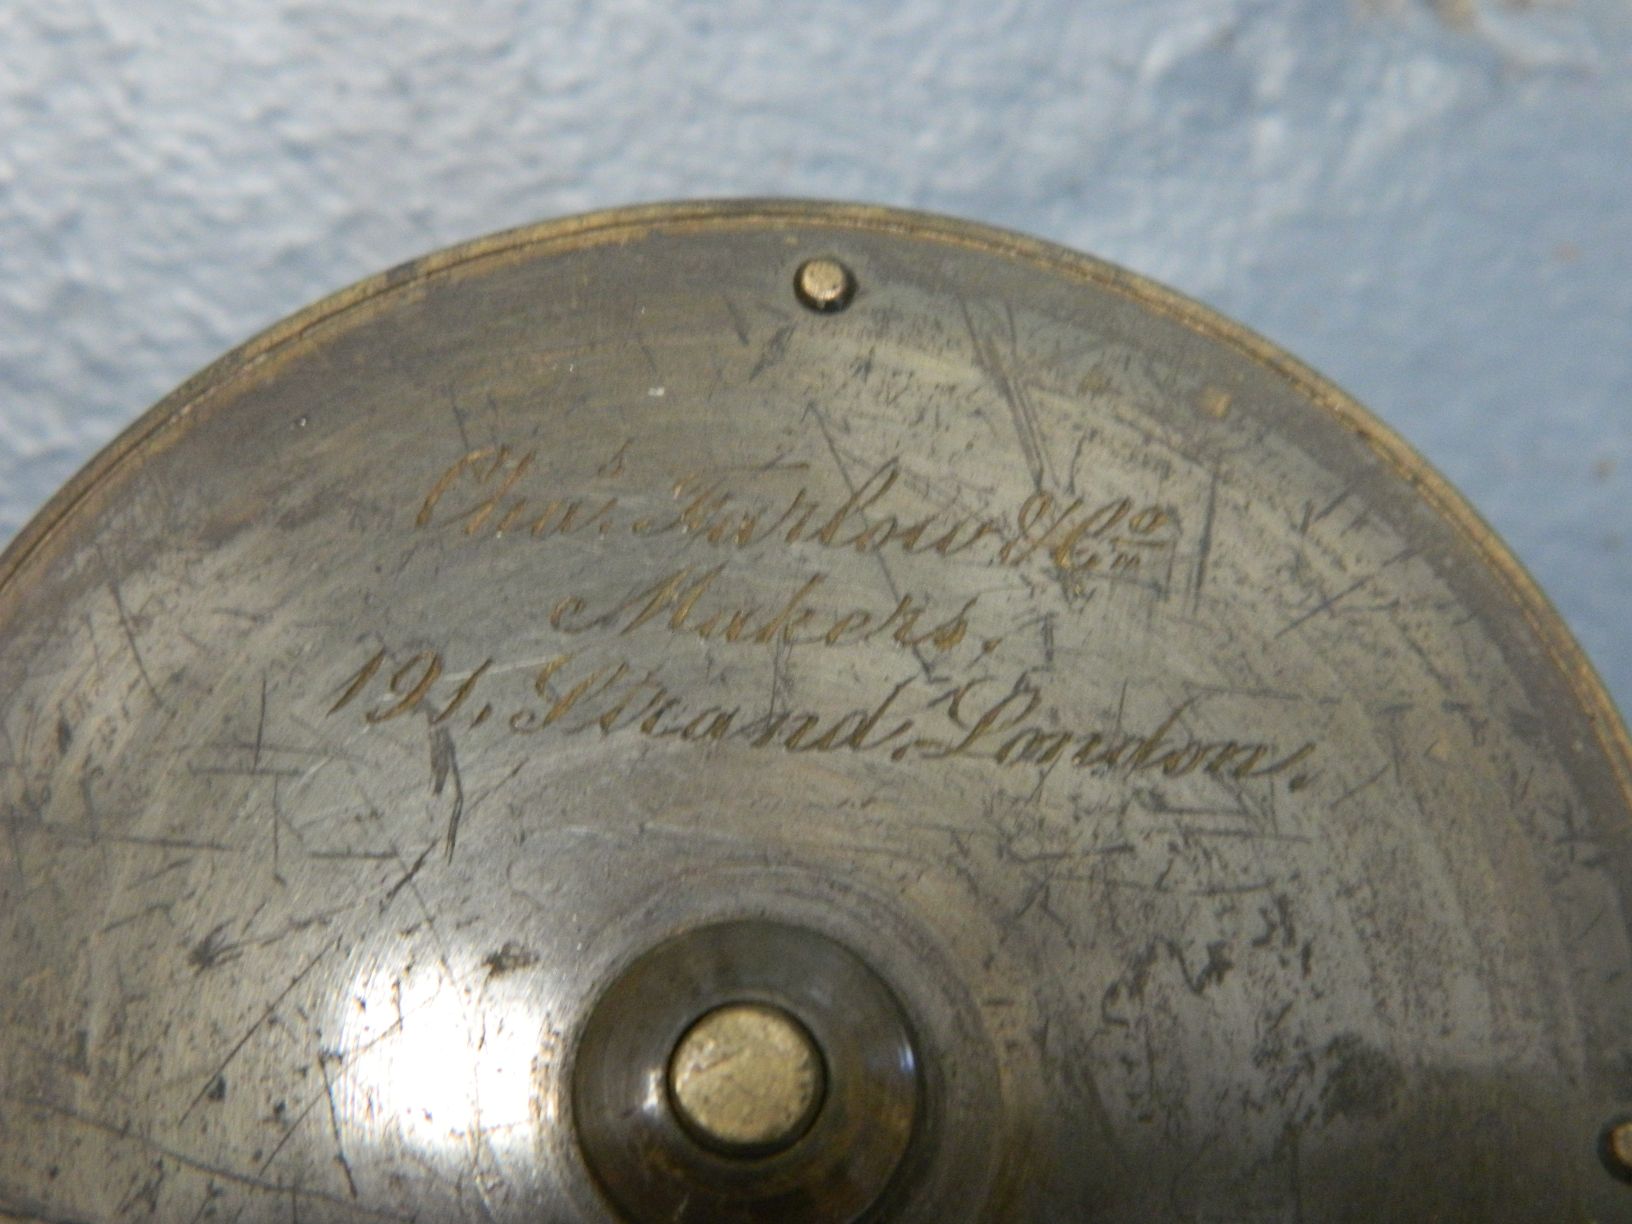 Chas. Farlow & Co
Makers,
191, Strand, London.